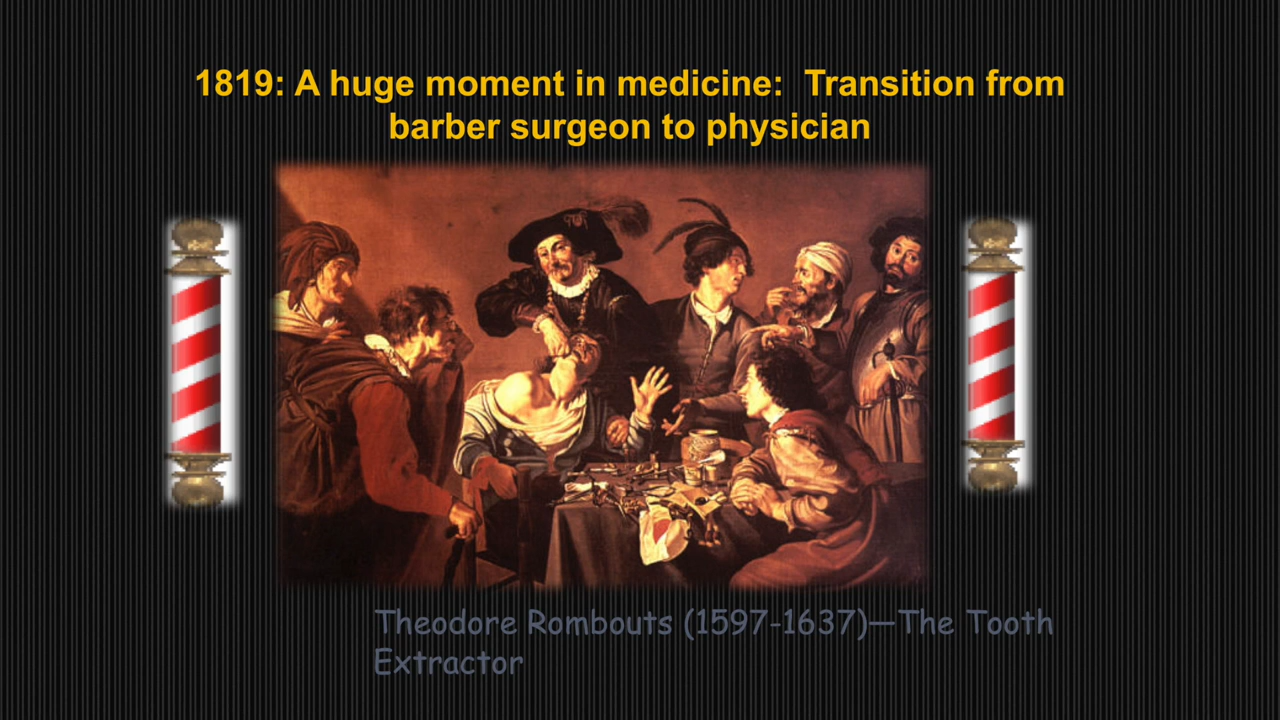 1819: A huge moment in medicine:  Transition from
barber surgeon to physician
Theodore Rombouts (1597-1637)—The Tooth
Extractor